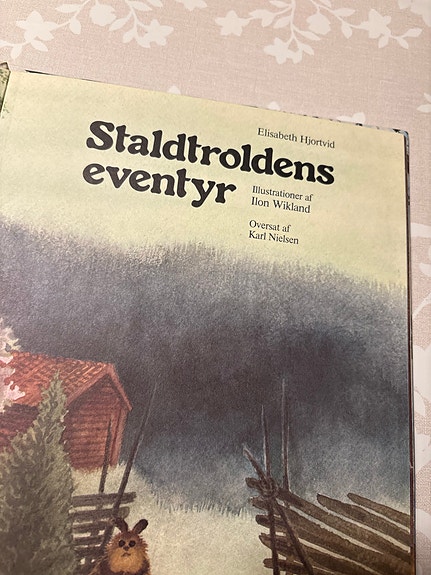 Elisabeth Hjortvid
Staldtroldens
eventyr
Illustrationer af
Ilon Wikland
Oversat af
Karl Nielsen